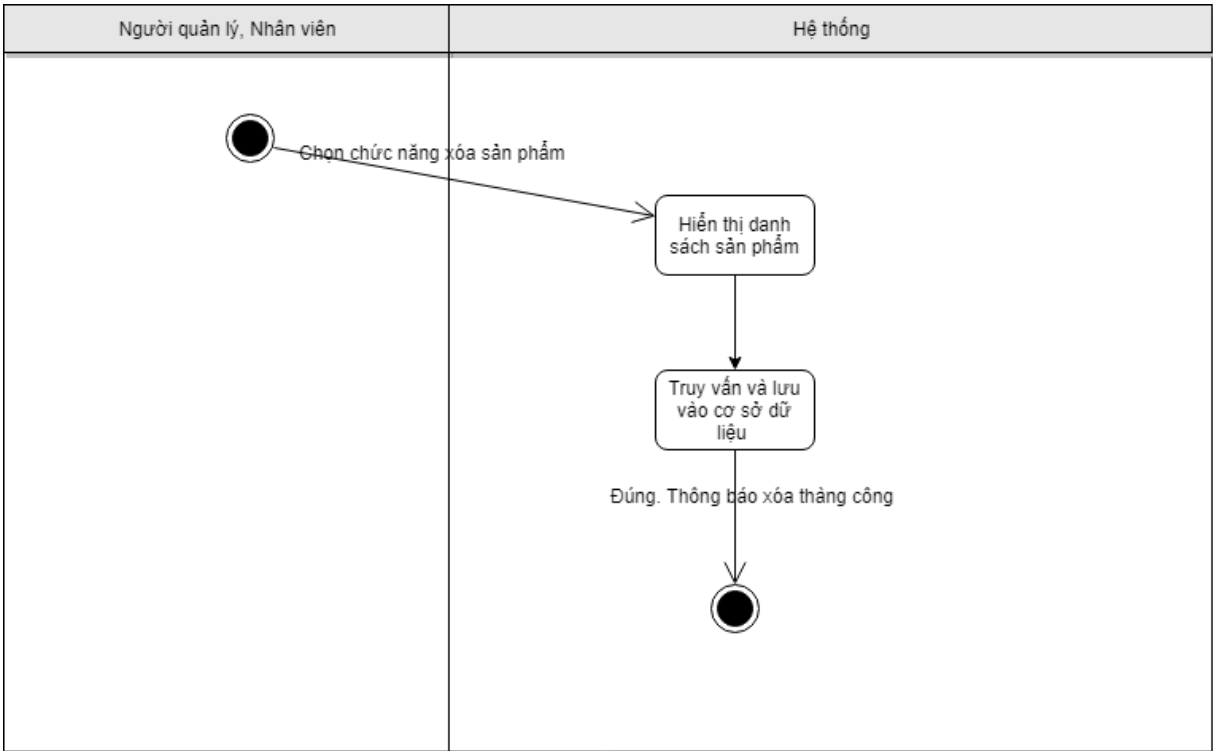 Người quản lý, Nhân viên
Hệ thống
Chọn chức năng xóa sản phẩm
Hiển thị danh
sách sản phẩm
Truy vấn và lưu
vào cơ sở dữ
liệu
Đúng. Thông báo xóa thàng công